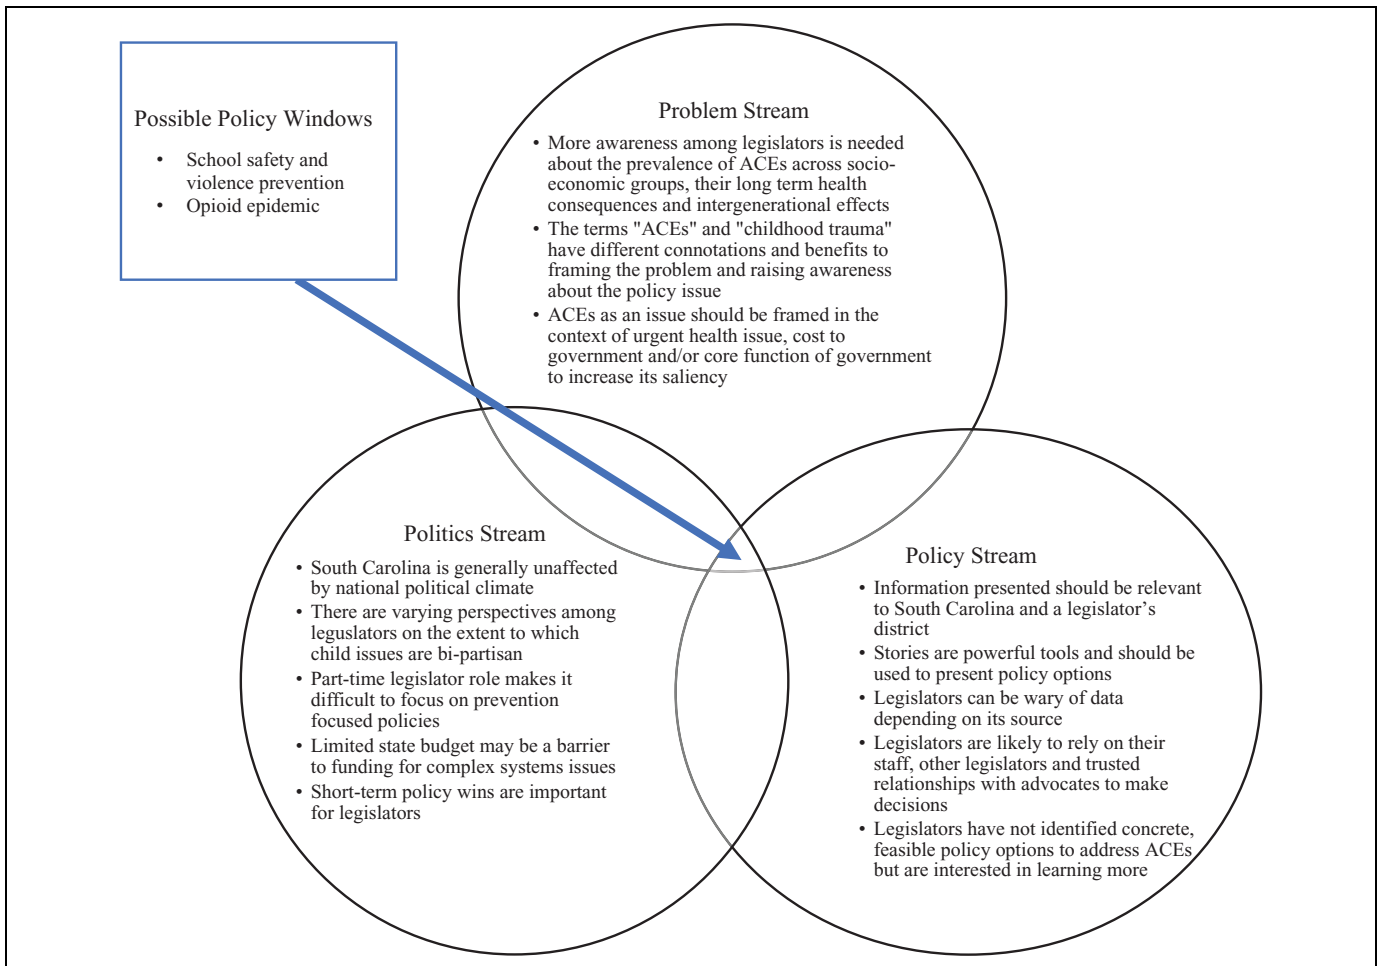 Possible Policy Windows
• School safety and
violence prevention
• Opioid epidemic
Problem Stream
• More awareness among legislators is needed
about the prevalence of ACEs across socio-
economic groups, their long term health
consequences and intergenerational effects
• The terms "ACEs" and "childhood trauma"
have different connotations and benefits to
framing the problem and raising awareness
about the policy issue
• ACEs as an issue should be framed in the
context of urgent health issue, cost to
government and/or core function of government
to increase its saliency
Politics Stream
• South Carolina is generally unaffected
by national political climate
• There are varying perspectives among
leguslators on the extent to which
child issues are bi-partisan
• Part-time legislator role makes it
difficult to focus on prevention
focused policies
• Limited state budget may be a barrier
to funding for complex systems issues
• Short-term policy wins are important
for legislators
Policy Stream
• Information presented should be relevant
to South Carolina and a legislator’s
district
• Stories are powerful tools and should be
used to present policy options
• Legislators can be wary of data
depending on its source
• Legislators are likely to rely on their
staff, other legislators and trusted
relationships with advocates to make
decisions
• Legislators have not identified concrete,
feasible policy options to address ACEs
but are interested in learning more